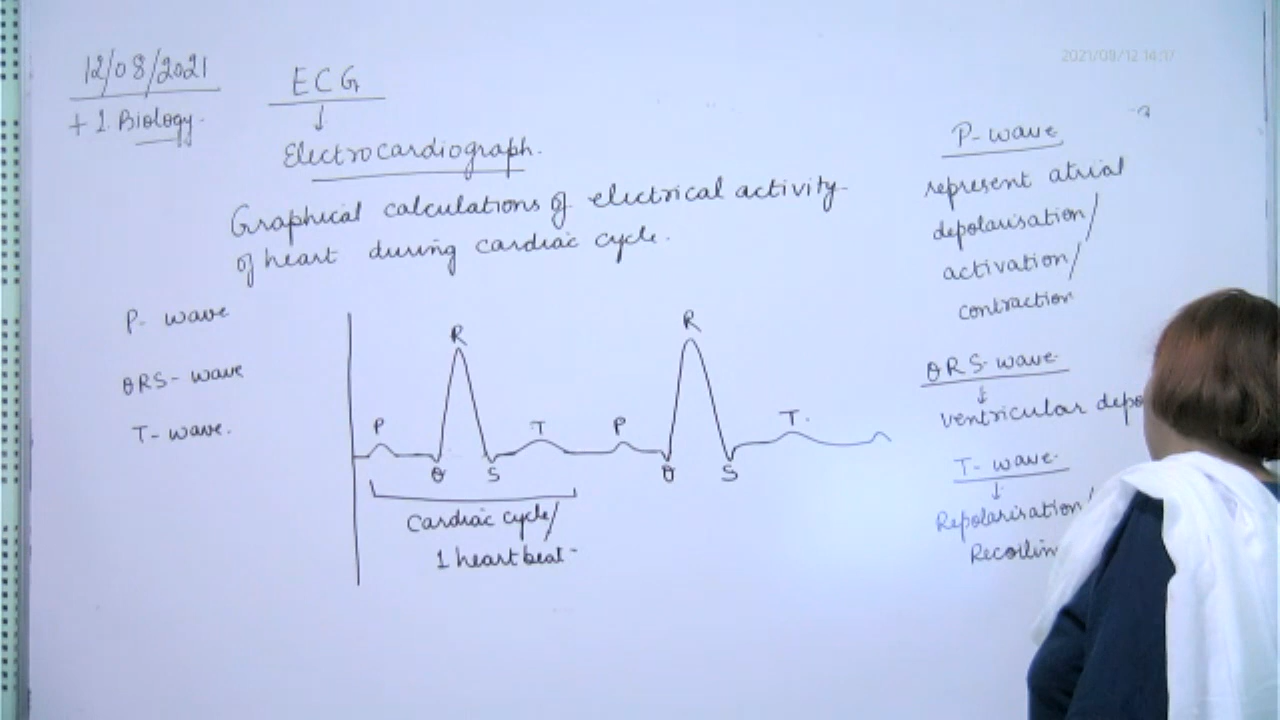 12/08/2021
+1 Biology
ECG
↓
Electrocardiograph.
Graphical calculations of electrical activity
of heart during cardiac cycle.
P- wave
QRS- wave
T- wave.
R
R
P
T
P
T.
Q
S
Q
S
Cardiac cycle/
1 heart beat
2021/08/12 14:17
P- wave
represent atrial
depolarisation/
activation/
contraction
QRS- wave
↓
ventricular depo
T- wave
↓
Repolarisation/
Recoilin